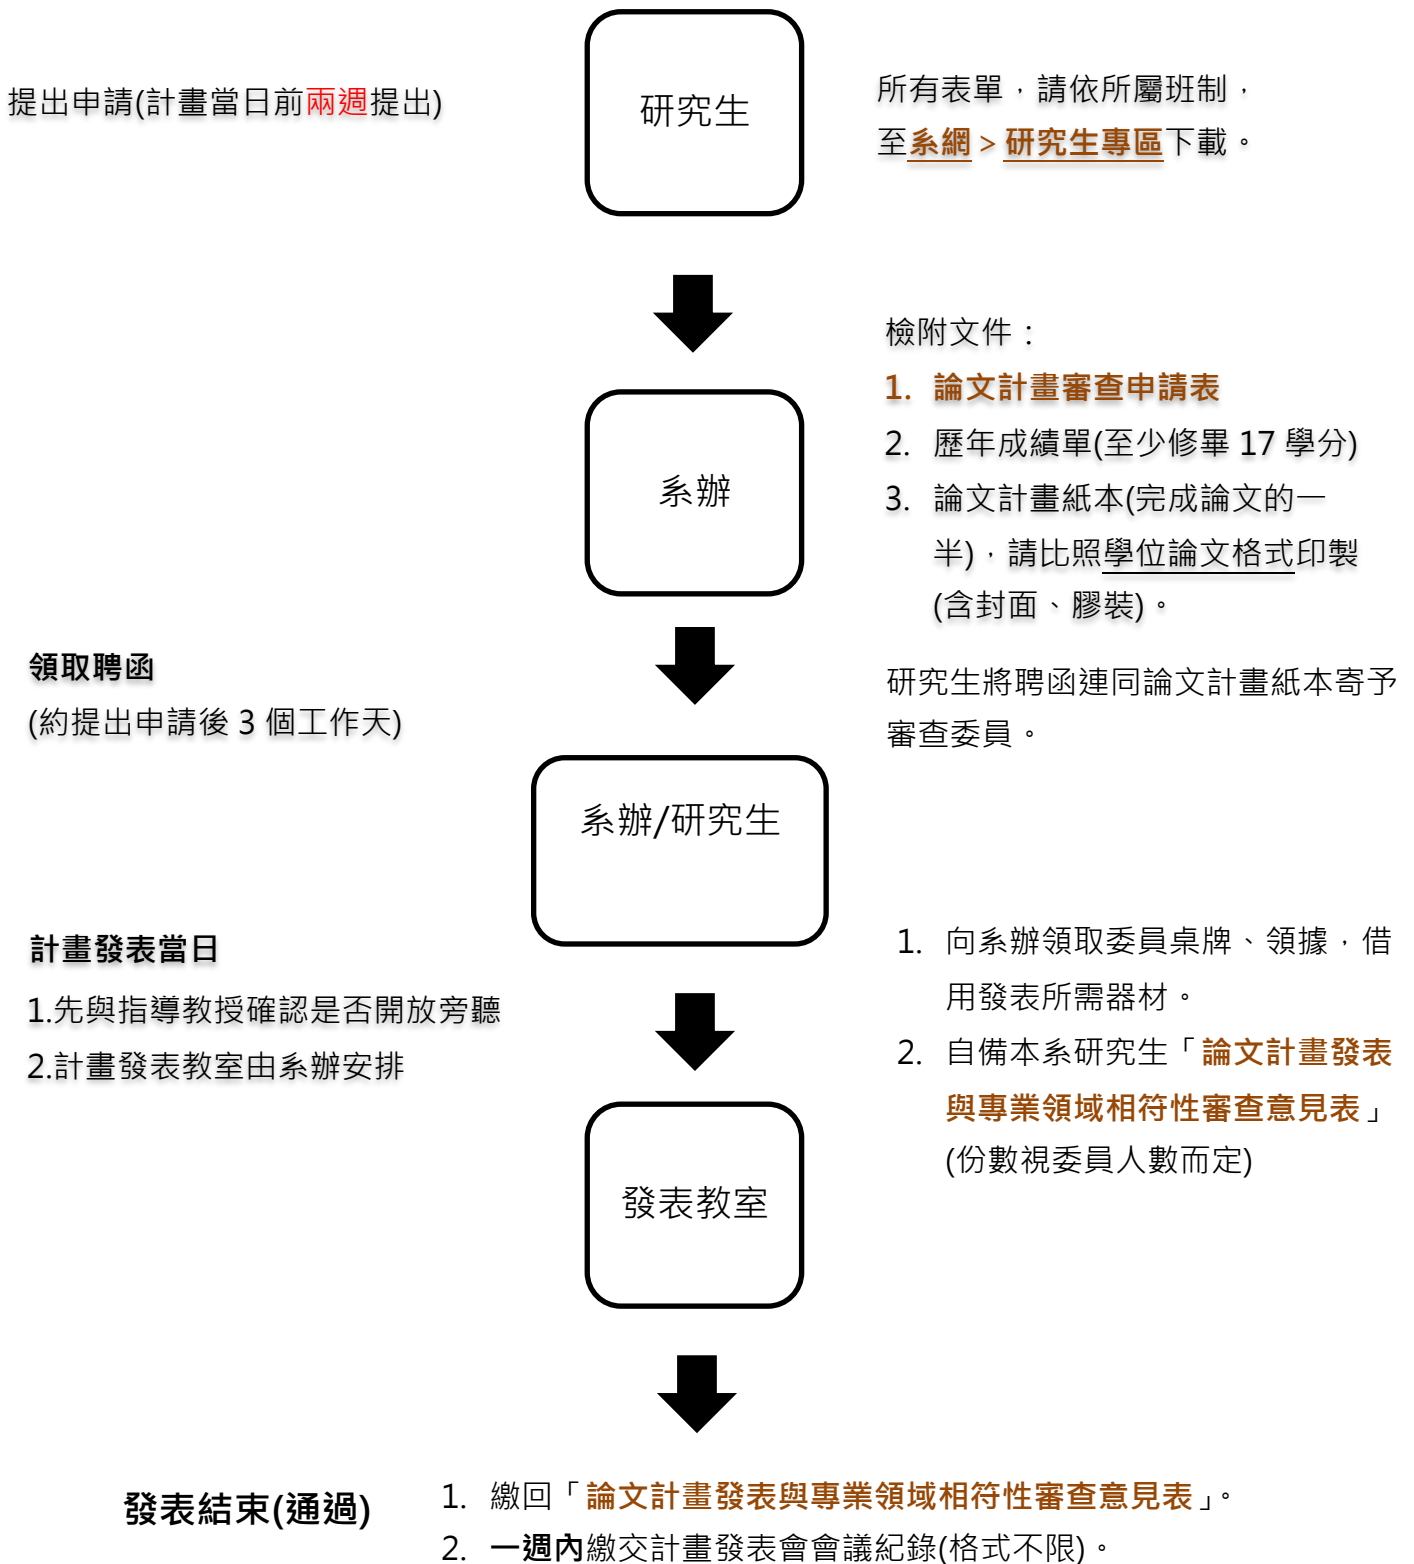 研究生
提出申請(計畫當日前兩週提出)
所有表單，請依所屬班制，
至系網 > 研究生專區下載。
檢附文件：
1. 論文計畫審查申請表
2. 歷年成績單(至少修畢 17 學分)
3. 論文計畫紙本(完成論文的一
半)，請比照學位論文格式印製
(含封面、膠裝)。
系辦
領取聘函
(約提出申請後 3 個工作天)
研究生將聘函連同論文計畫紙本寄予
審查委員。
系辦/研究生
計畫發表當日
1.先與指導教授確認是否開放旁聽
2.計畫發表教室由系辦安排
1. 向系辦領取委員桌牌、領據，借
用發表所需器材。
2. 自備本系研究生「論文計畫發表
與專業領域相符性審查意見表」
(份數視委員人數而定)
發表教室
發表結束(通過)
1. 繳回「論文計畫發表與專業領域相符性審查意見表」。
2. 一週內繳交計畫發表會會議紀錄(格式不限)。